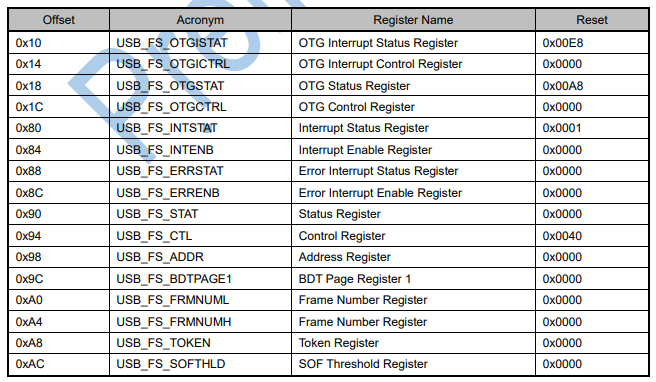 Offset Acronym Register Name Reset
0x10 USB_FS_OTGISTAT OTG Interrupt Status Register 0x00E8
0x14 USB_FS_OTGICTRL OTG Interrupt Control Register 0x0000
0x18 USB_FS_OTGSTAT OTG Status Register 0x00A8
0x1C USB_FS_OTGCTRL OTG Control Register 0x0000
0x80 USB_FS_INTSTAT Interrupt Status Register 0x0001
0x84 USB_FS_INTENB Interrupt Enable Register 0x0000
0x88 USB_FS_ERRSTAT Error Interrupt Status Register 0x0000
0x8C USB_FS_ERRENB Error Interrupt Enable Register 0x0000
0x90 USB_FS_STAT Status Register 0x0000
0x94 USB_FS_CTL Control Register 0x0040
0x98 USB_FS_ADDR Address Register 0x0000
0x9C USB_FS_BDTPAGE1 BDT Page Register 1 0x0000
0xA0 USB_FS_FRMNUML Frame Number Register 0x0000
0xA4 USB_FS_FRMNUMH Frame Number Register 0x0000
0xA8 USB_FS_TOKEN Token Register 0x0000
0xAC USB_FS_SOFTHLD SOF Threshold Register 0x0000